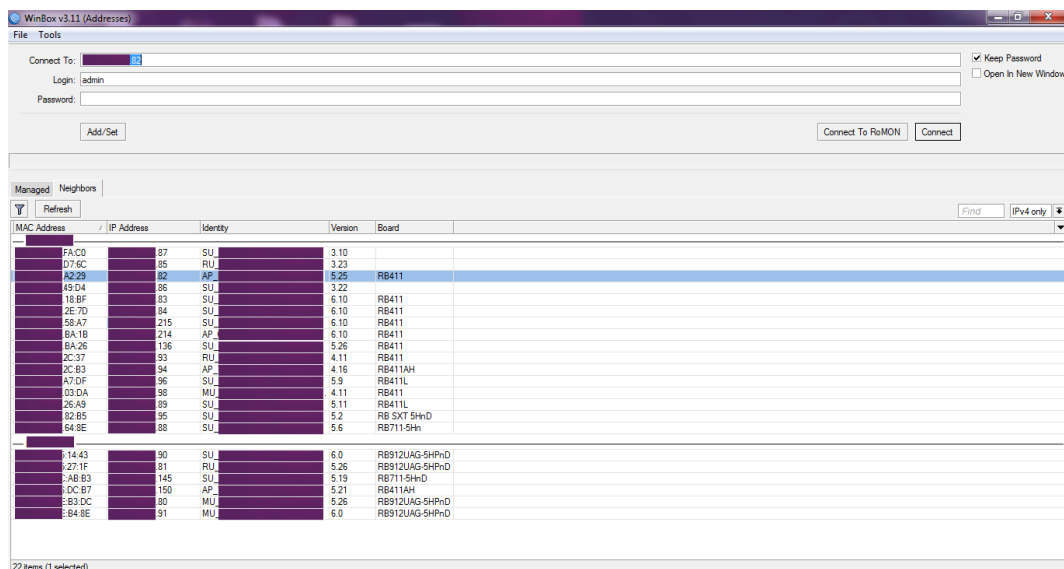 WinBox v3.11 (Addresses)
File Tools
Connect To: .82
Keep Password
Login: admin
Open In New Window
Password:
Add/Set
Connect To RoMON
Connect
Managed Neighbors
Refresh
Find
IPv4 only
MAC Address IP Address Identity Version Board
:FA:C0 .87 SU_ 3.10
:D7:6C .85 RU_ 3.23
:A2:29 .82 AP_ 5.25 RB411
:49:D4 .86 SU_ 3.22
:18:BF .83 SU_ 6.10 RB411
:2E:7D .84 SU_ 6.10 RB411
:58:A7 .215 SU_ 6.10 RB411
:BA:1B .214 AP_ 6.10 RB411
:BA:26 .136 SU_ 5.26 RB411
:2C:37 .93 RU_ 4.11 RB411
:2C:B3 .94 AP_ 4.16 RB411AH
:A7:DF .96 SU_ 5.9 RB411L
:03:DA .98 MU_ 4.11 RB411
:26:A9 .89 SU_ 5.11 RB411L
:82:B5 .95 SU_ 5.2 RB SXT 5HnD
:64:8E .88 SU_ 5.6 RB711-5Hn
:14:43 .90 SU_ 6.0 RB912UAG-5HPnD
:27:1F .81 RU_ 5.26 RB912UAG-5HPnD
:AB:B3 .145 SU_ 5.19 RB711-5HnD
:DC:B7 .150 AP_ 5.21 RB411AH
:B3:DC .80 MU_ 5.26 RB912UAG-5HPnD
:B4:8E .91 MU_ 6.0 RB912UAG-5HPnD
22 items (1 selected)